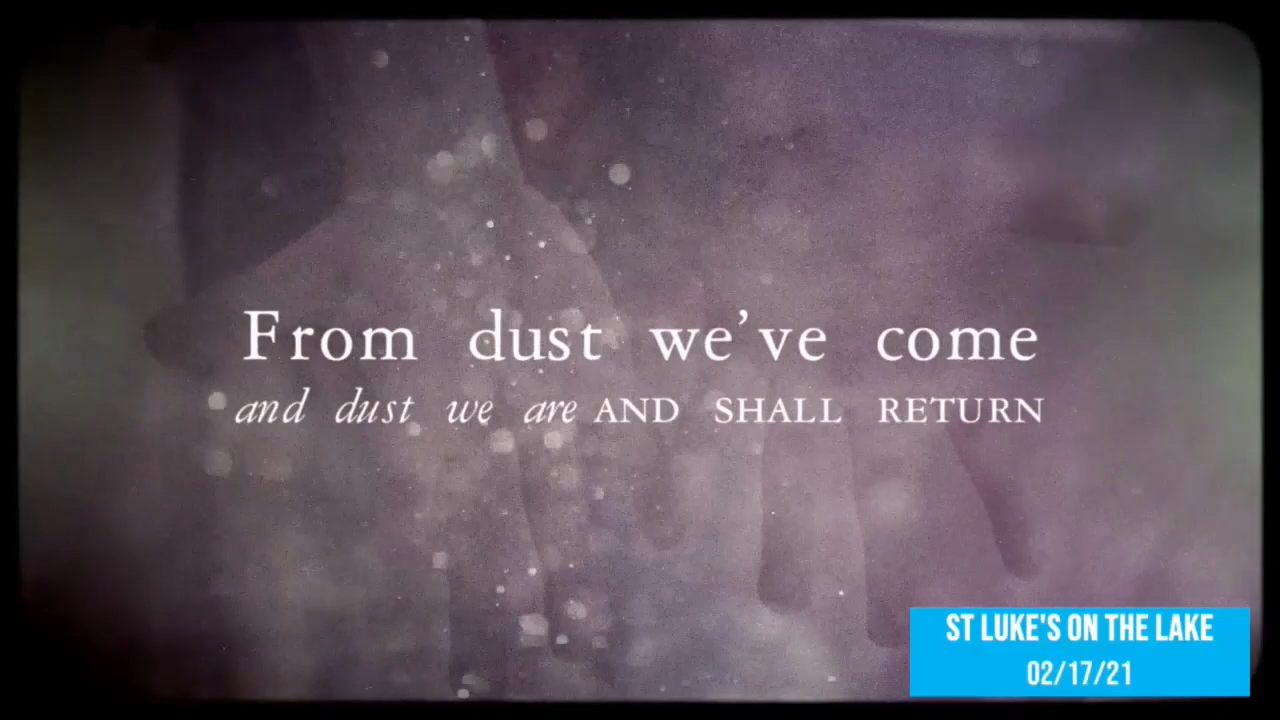 From dust we've come
and dust we are AND SHALL RETURN
ST LUKE'S ON THE LAKE
02/17/21